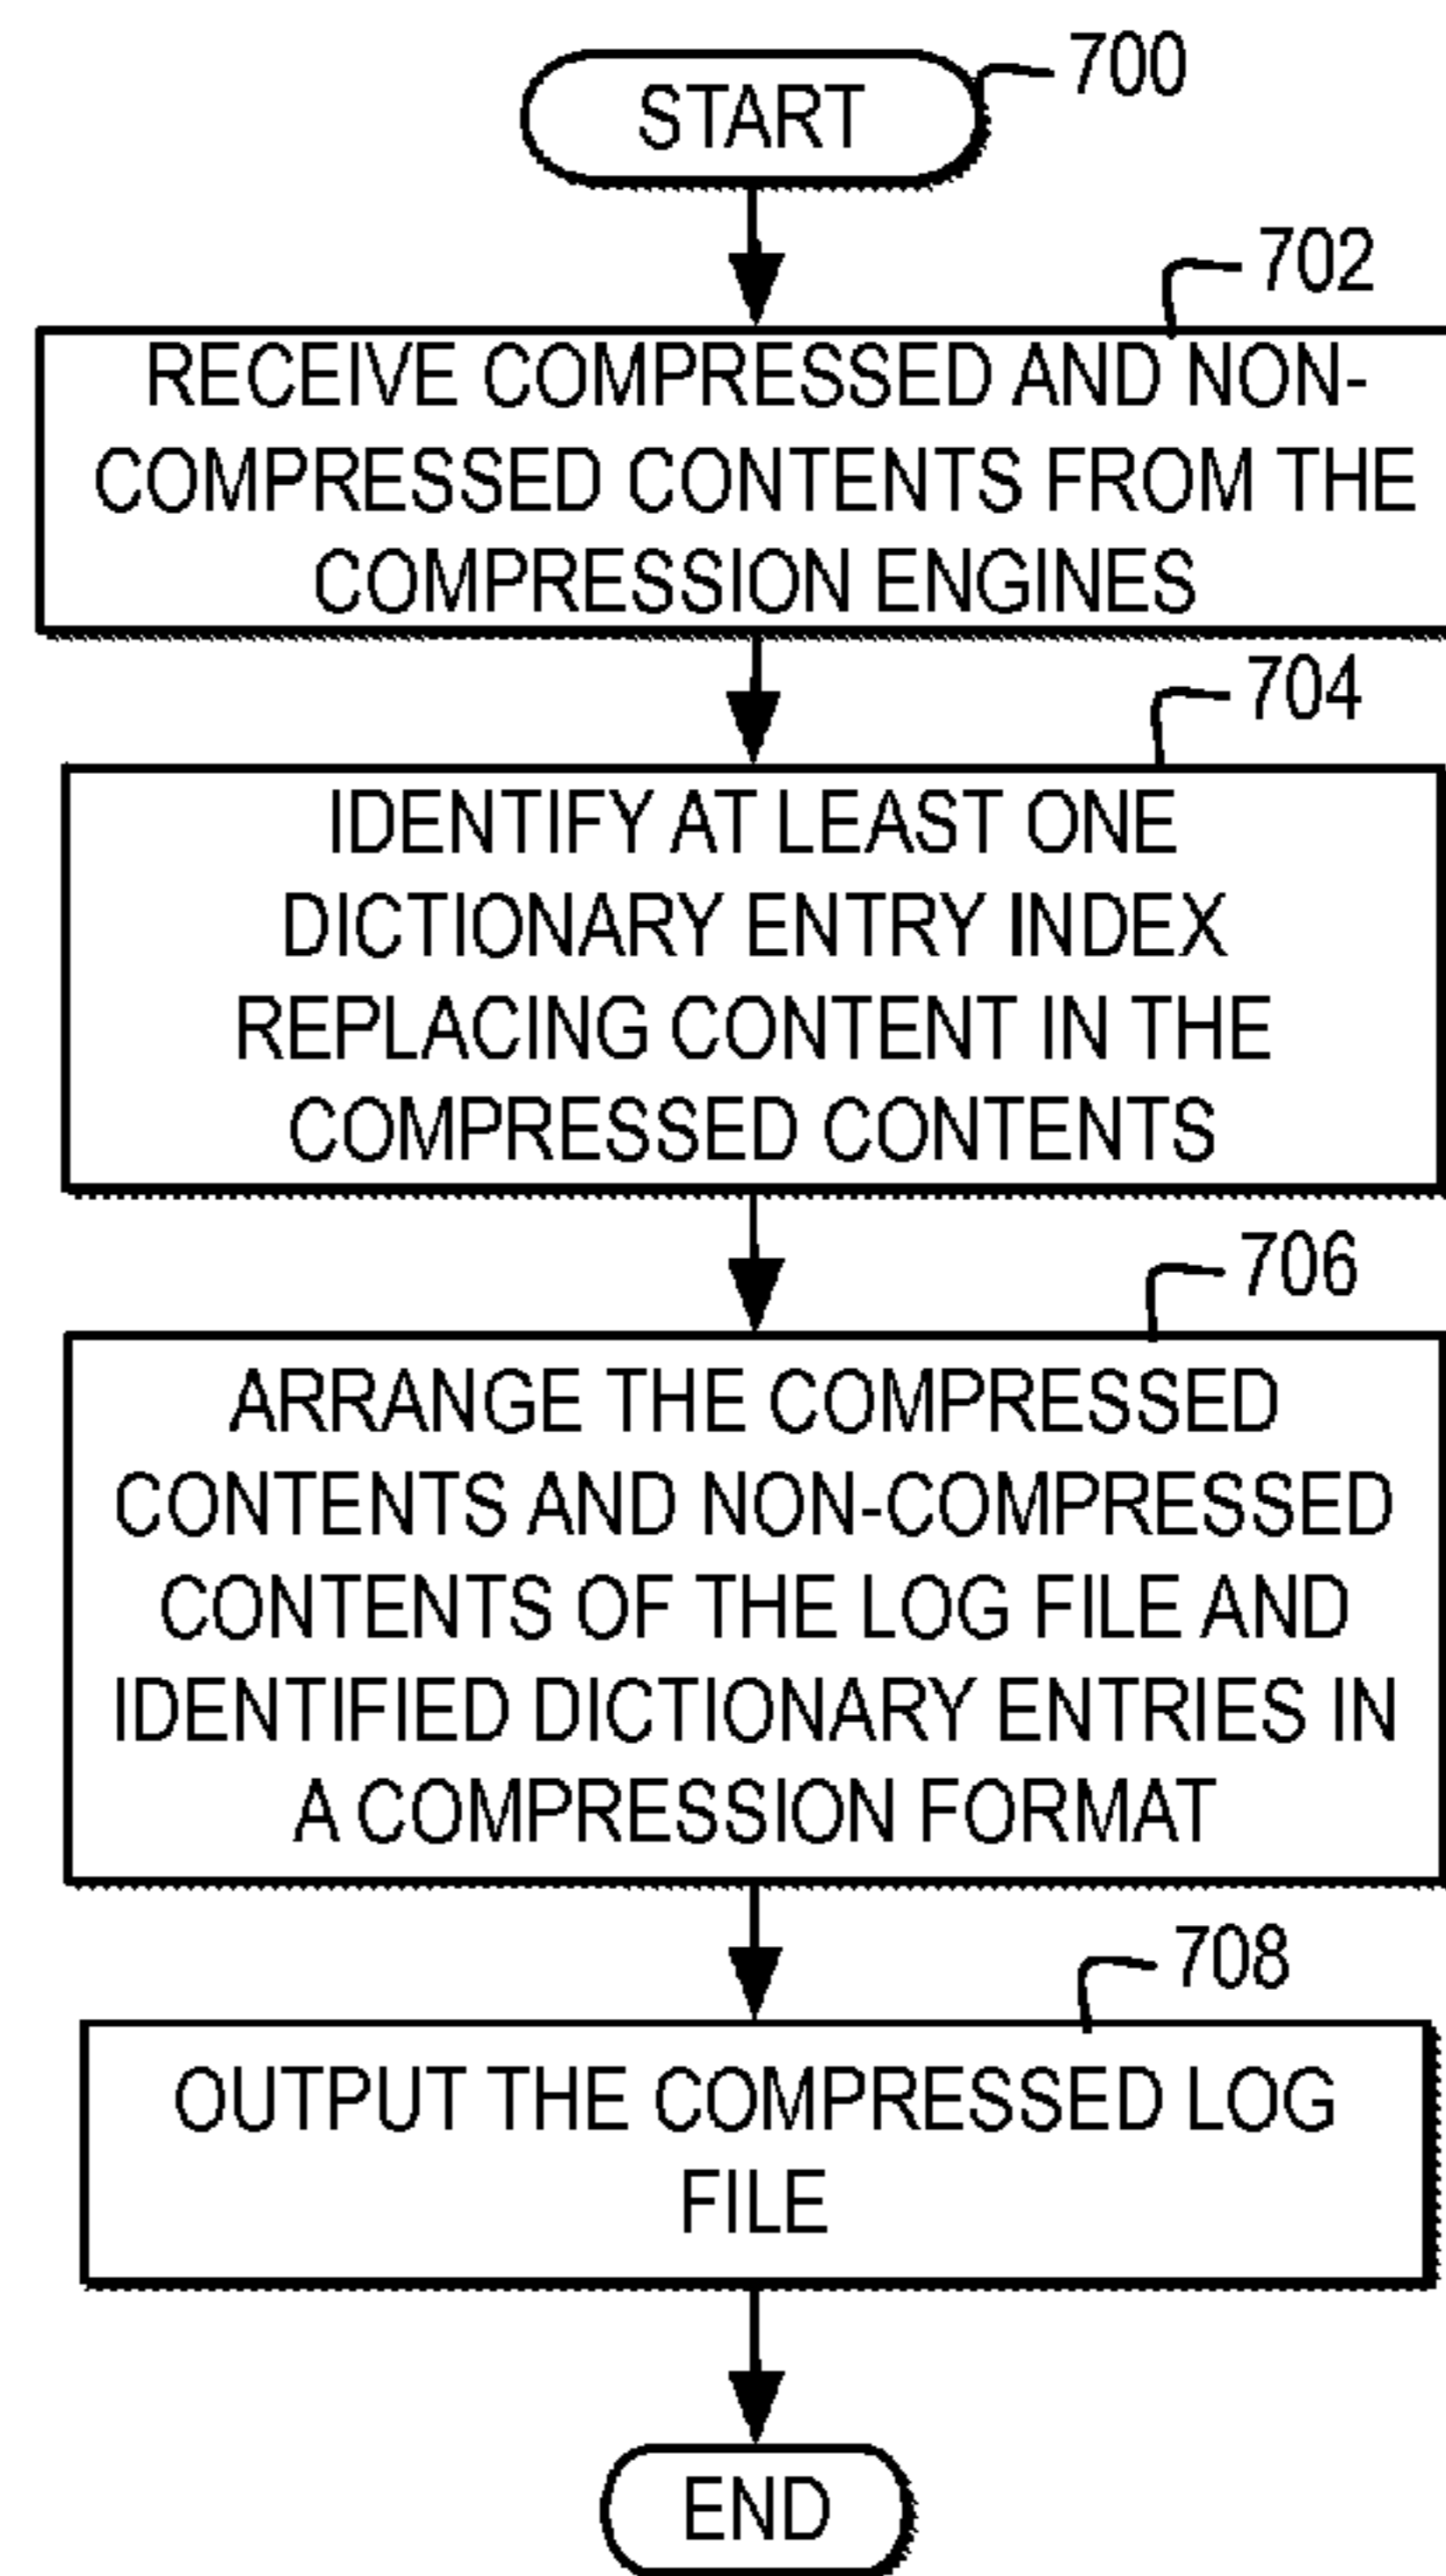 START
700
702
RECEIVE COMPRESSED AND NON-
COMPRESSED CONTENTS FROM THE
COMPRESSION ENGINES
704
IDENTIFY AT LEAST ONE
DICTIONARY ENTRY INDEX
REPLACING CONTENT IN THE
COMPRESSED CONTENTS
706
ARRANGE THE COMPRESSED
CONTENTS AND NON-COMPRESSED
CONTENTS OF THE LOG FILE AND
IDENTIFIED DICTIONARY ENTRIES IN
A COMPRESSION FORMAT
708
OUTPUT THE COMPRESSED LOG
FILE
END